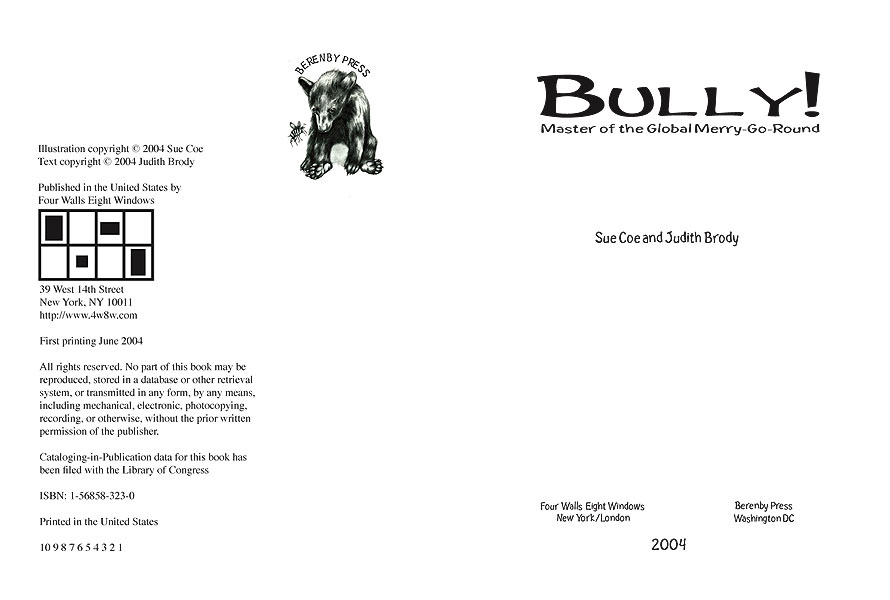 BERENBY PRESS
Illustration copyright © 2004 Sue Coe
Text copyright © 2004 Judith Brody
Published in the United States by
Four Walls Eight Windows
39 West 14th Street
New York, NY 10011
http://www.4w8w.com
First printing June 2004
All rights reserved. No part of this book may be
reproduced, stored in a database or other retrieval
system, or transmitted in any form, by any means,
including mechanical, electronic, photocopying,
recording, or otherwise, without the prior written
permission of the publisher.
Cataloging-in-Publication data for this book has
been filed with the Library of Congress
ISBN: 1-56858-323-0
Printed in the United States
10 9 8 7 6 5 4 3 2 1
BULLY!
Master of the Global Merry-Go-Round
Sue Coe and Judith Brody
Four Walls Eight Windows
New York/London
Berenby Press
Washington DC
2004